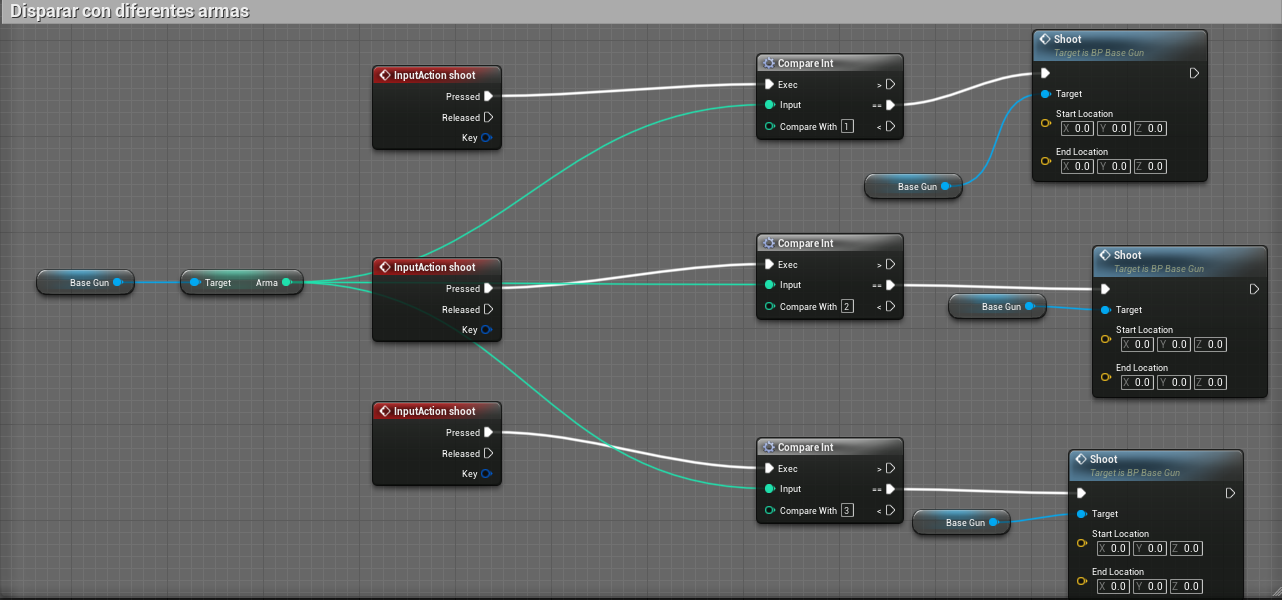 Disparar con diferentes armas
InputAction shoot
Pressed
Released
Key
Compare Int
Exec >
Input ==
Compare With 1 <
Shoot
Target is BP Base Gun
Target
Start Location
X 0.0 Y 0.0 Z 0.0
End Location
X 0.0 Y 0.0 Z 0.0
Base Gun
Base Gun
Target Arma
InputAction shoot
Pressed
Released
Key
Compare Int
Exec >
Input ==
Compare With 2 <
Base Gun
Shoot
Target is BP Base Gun
Target
Start Location
X 0.0 Y 0.0 Z 0.0
End Location
X 0.0 Y 0.0 Z 0.0
InputAction shoot
Pressed
Released
Key
Compare Int
Exec >
Input ==
Compare With 3 <
Base Gun
Shoot
Target is BP Base Gun
Target
Start Location
X 0.0 Y 0.0 Z 0.0
End Location
X 0.0 Y 0.0 Z 0.0